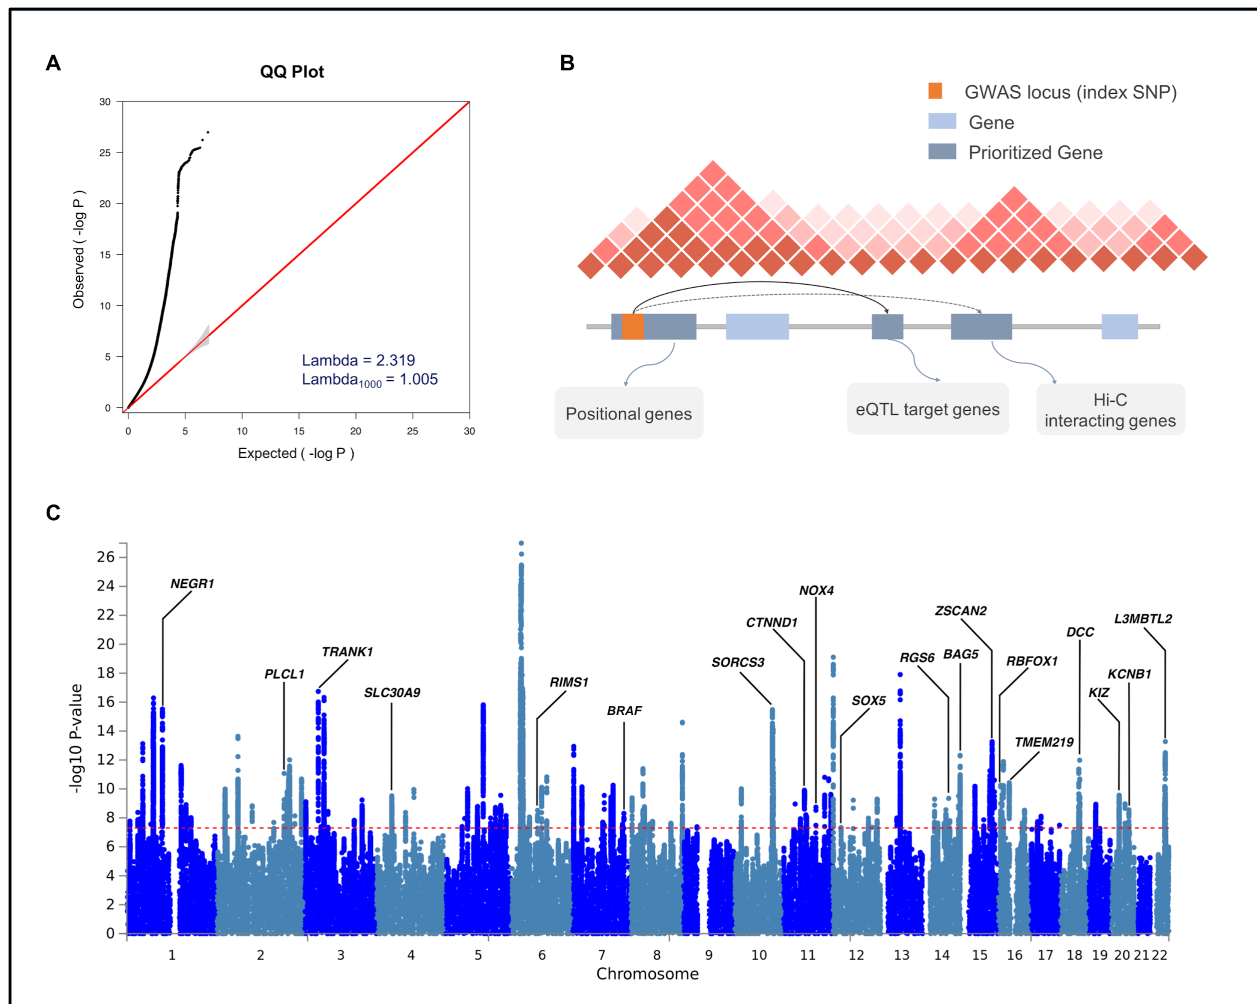 A
QQ Plot
30
25
20
15
10
5
0
Observed ( -log P )
0
5
10
15
20
25
30
Expected ( -log P )
Lambda = 2.319
Lambda1000 = 1.005
B
GWAS locus (index SNP)
Gene
Prioritized Gene
Positional genes
eQTL target genes
Hi-C
interacting genes
C
-log10 P-value
26
24
22
20
18
16
14
12
10
8
6
4
2
0
NEGR1
PLCL1
TRANK1
SLC30A9
RIMS1
BRAF
SORCS3
CTNND1
NOX4
SOX5
RGS6
BAG5
ZSCAN2
RBFOX1
TMEM219
DCC
KIZ
KCNB1
L3MBTL2
1
2
3
4
5
6
7
8
9
10
11
12
13
14
15
16
17
18
19
20
21
22
Chromosome